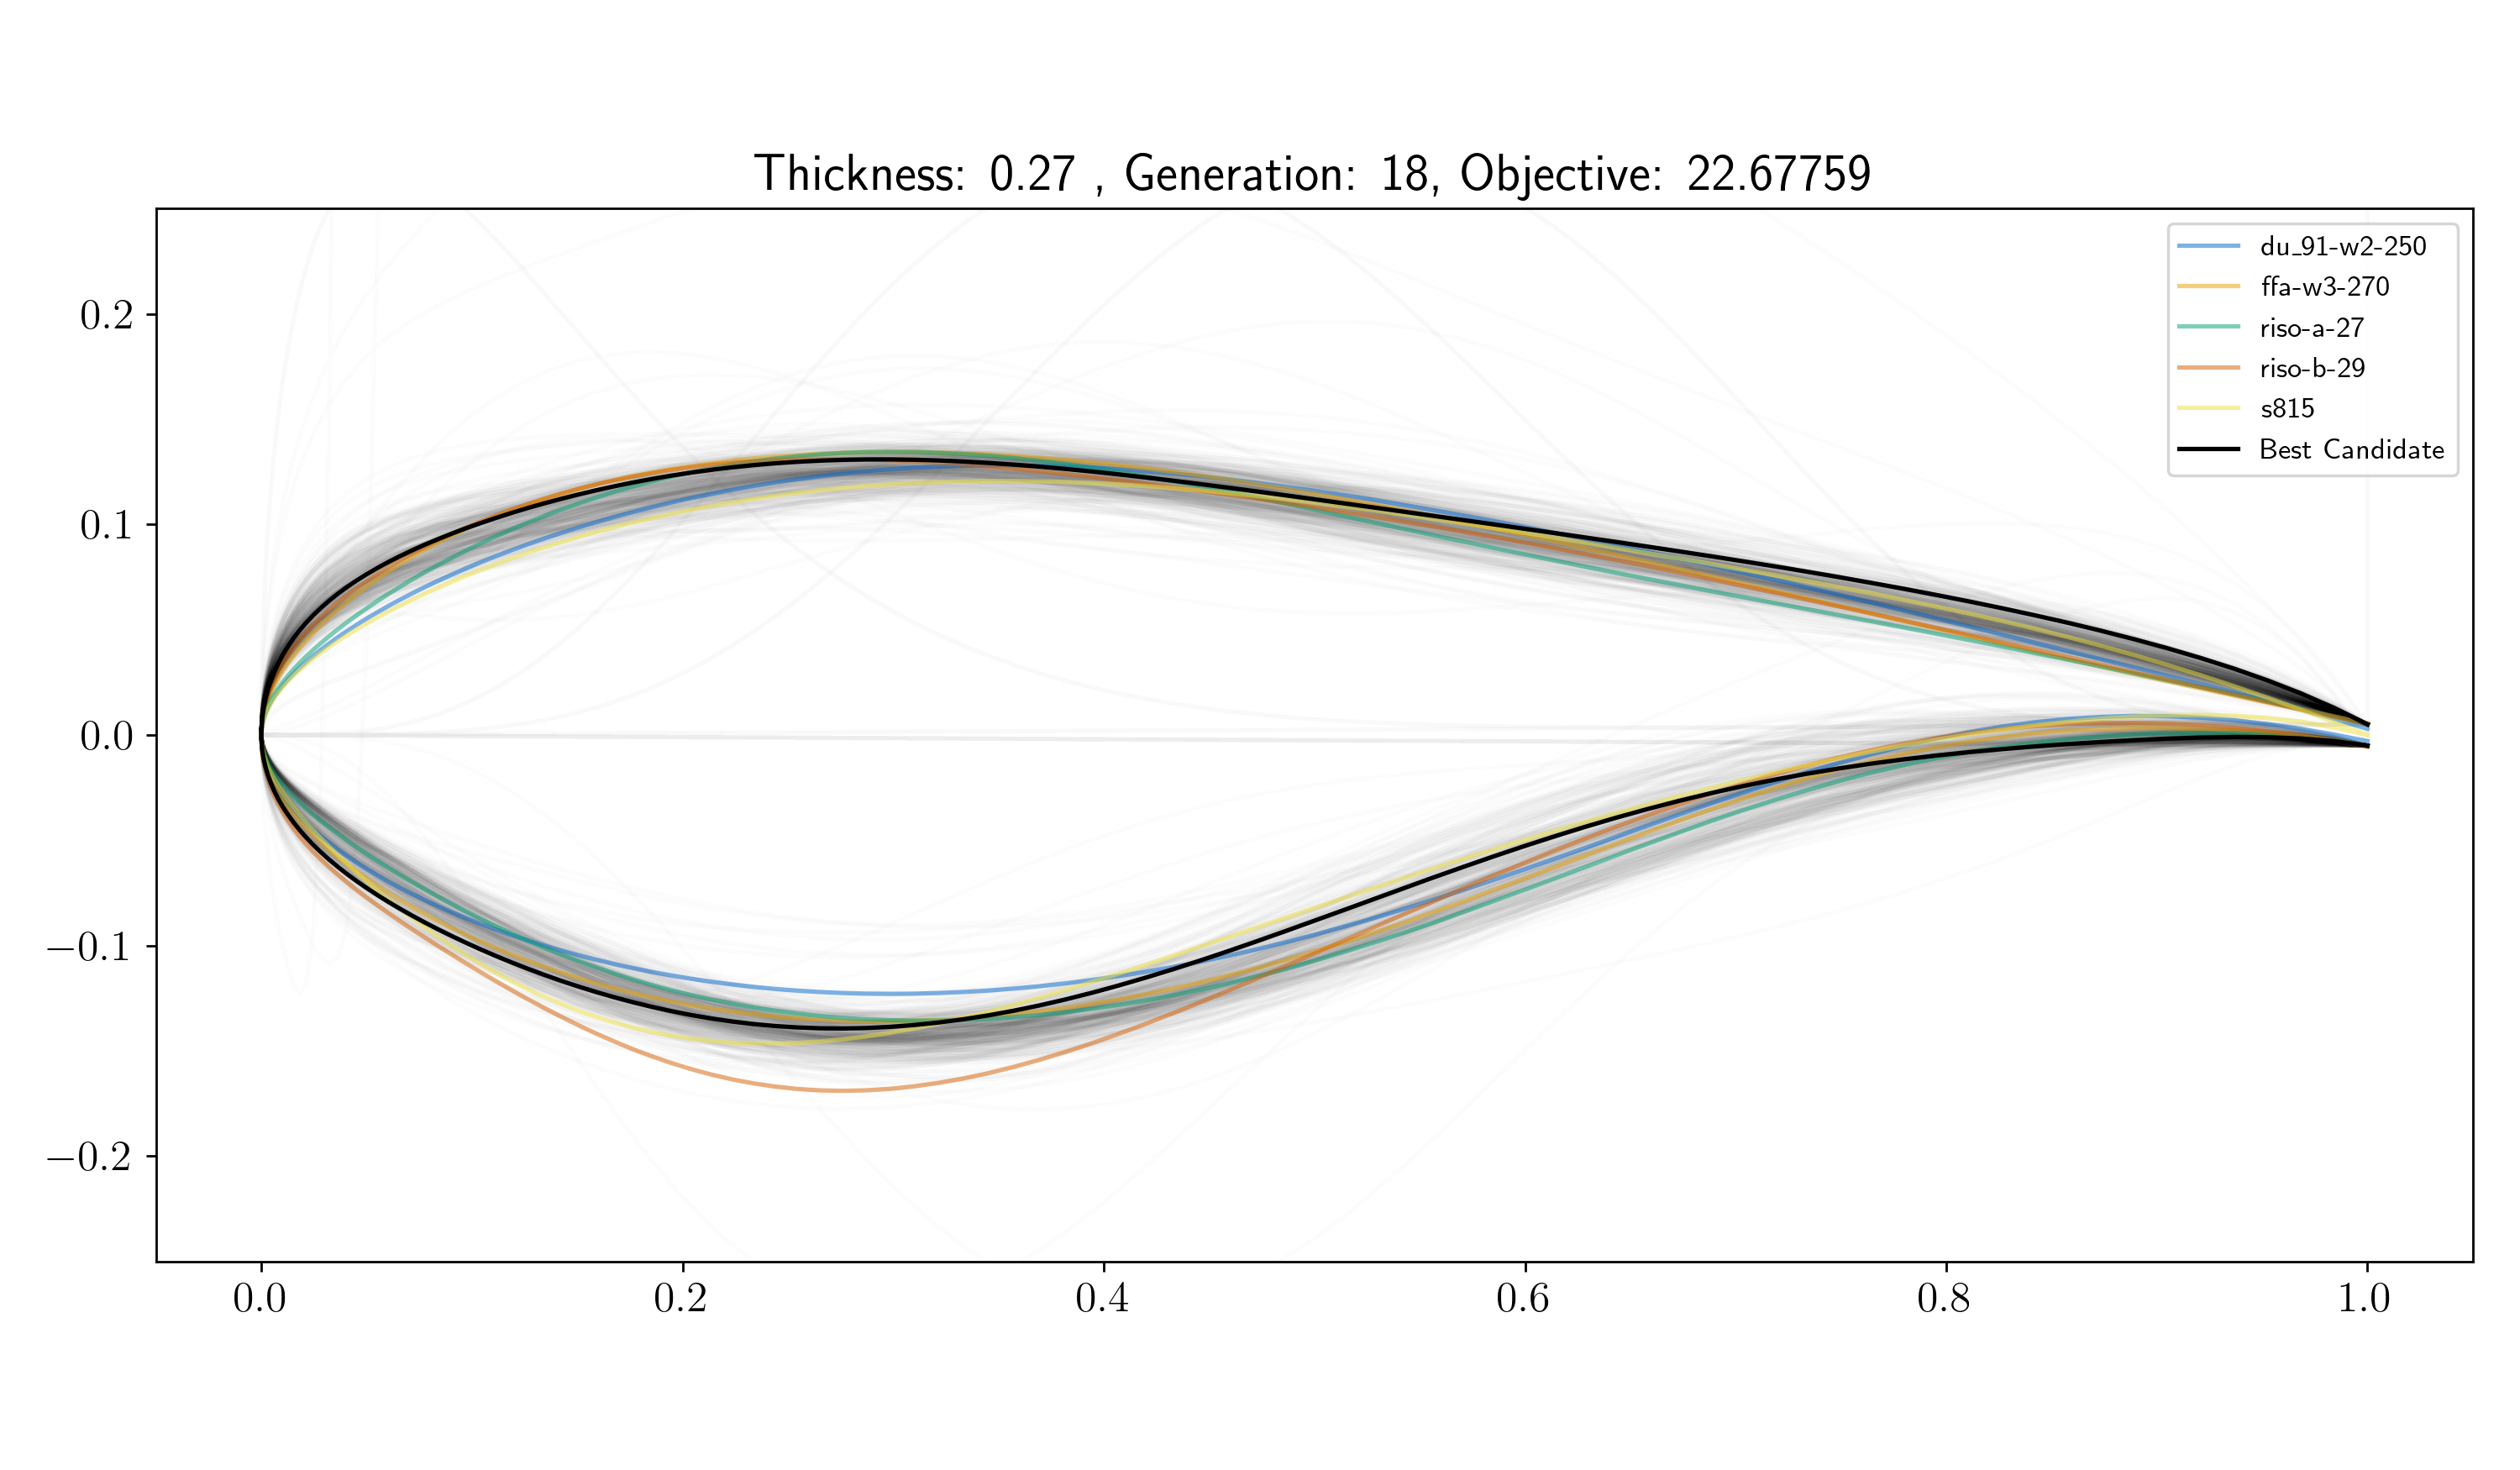 Thickness: 0.27 , Generation: 18, Objective: 22.67759
du_91-w2-250
ffa-w3-270
riso-a-27
riso-b-29
s815
Best Candidate
0.2
0.1
0.0
−0.1
−0.2
0.0 0.2 0.4 0.6 0.8 1.0